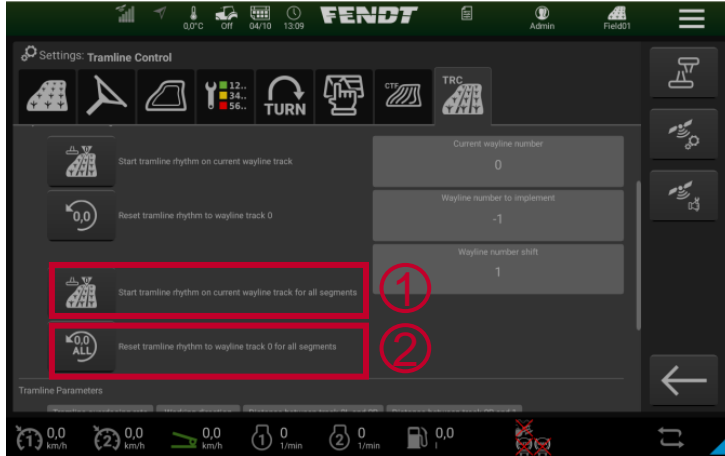 FENDT
0,0°C
Off
04/10
13:09
Admin
Field01
Settings: Tramline Control
12..
34..
56..
TURN
CTF
TRC
Start tramline rhythm on current wayline track
Current wayline number
0
0,0
Reset tramline rhythm to wayline track 0
Wayline number to implement
-1
Wayline number shift
1
Start tramline rhythm on current wayline track for all segments
1
0,0
ALL
Reset tramline rhythm to wayline track 0 for all segments
2
Tramline Parameters
1
0,0
km/h
2
0,0
km/h
0,0
km/h
1
0
1/min
2
0
1/min
0,0
l